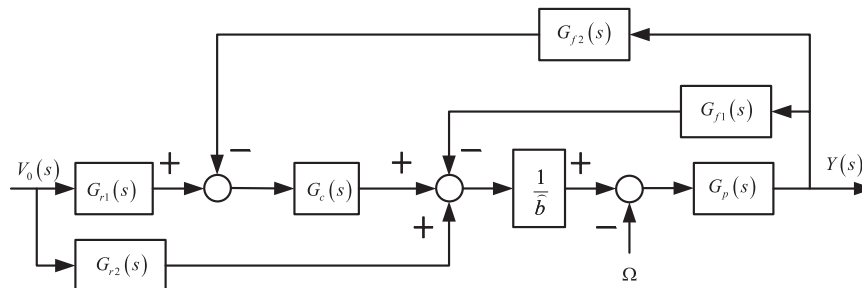 G_{f2}(s)
−
G_{f1}(s)
−
V_0(s)
+
G_{r1}(s)
G_c(s)
+
1/b̂
+
G_p(s)
Y(s)
+
−
G_{r2}(s)
Ω